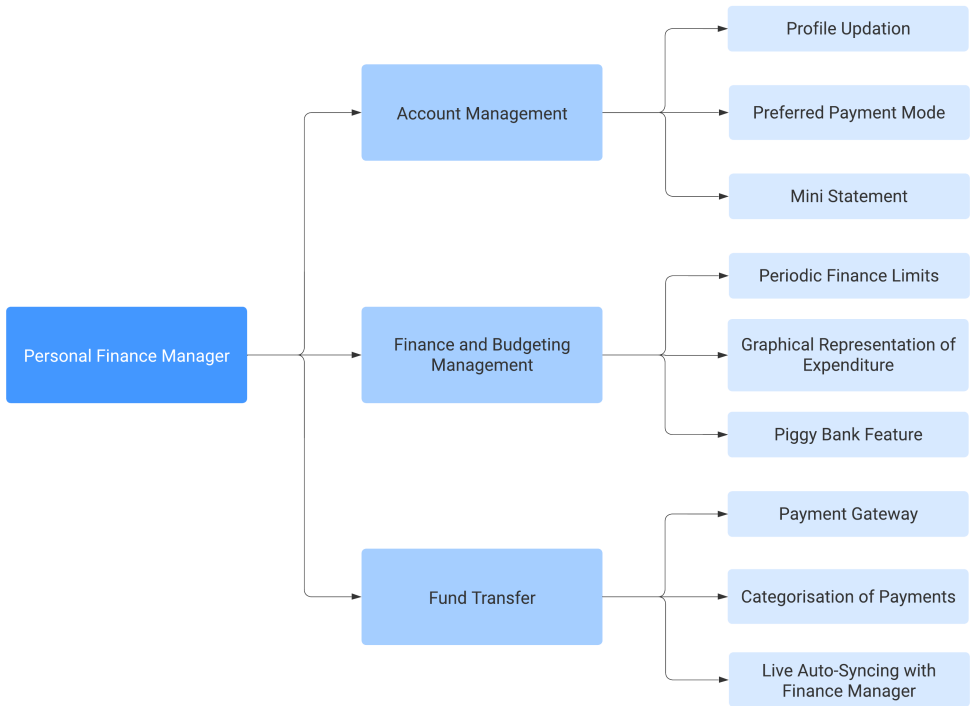 Profile Updation
Account Management
Preferred Payment Mode
Mini Statement
Periodic Finance Limits
Personal Finance Manager
Finance and Budgeting
Management
Graphical Representation of
Expenditure
Piggy Bank Feature
Payment Gateway
Fund Transfer
Categorisation of Payments
Live Auto-Syncing with
Finance Manager